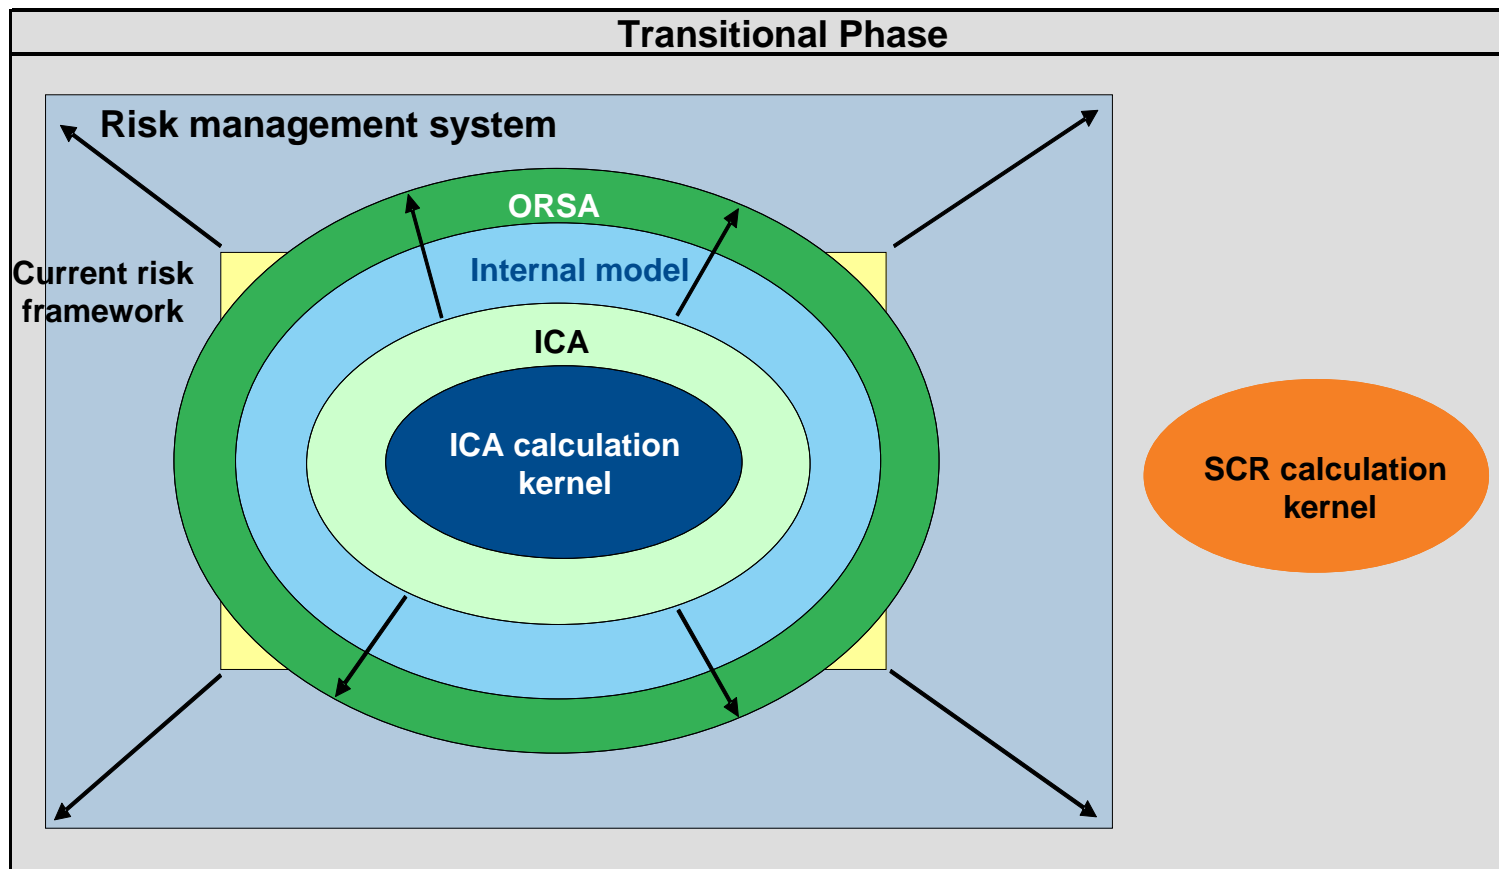 Transitional Phase
Risk management system
ORSA
Current risk
framework
Internal model
ICA
ICA calculation
kernel
SCR calculation
kernel